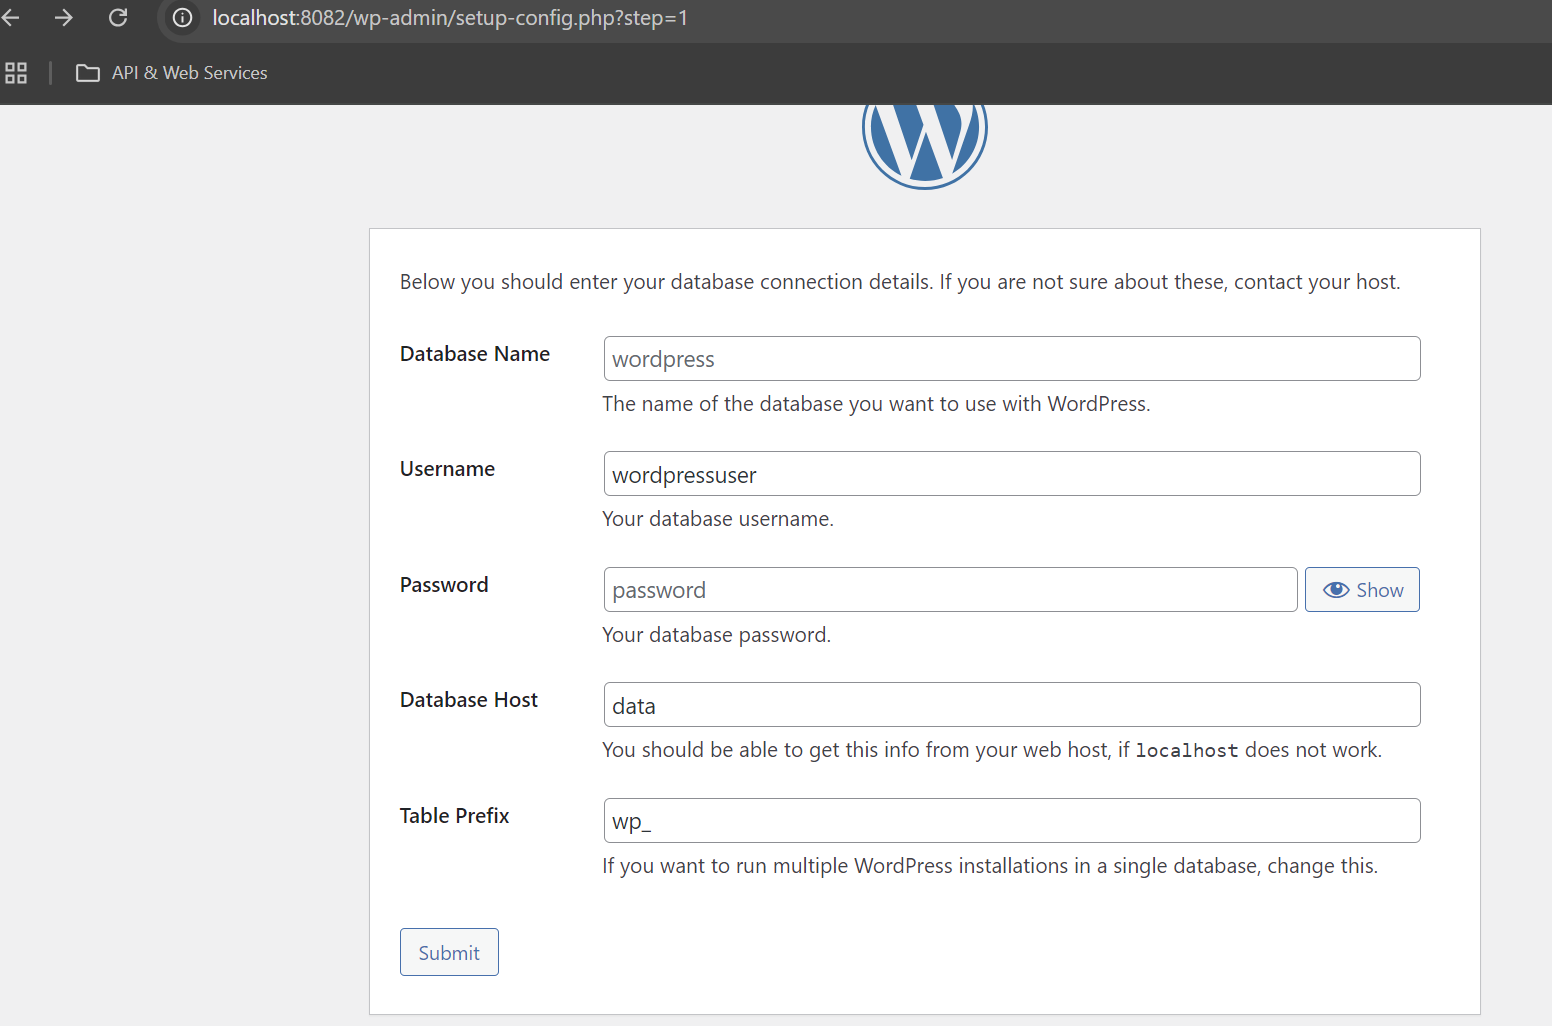 localhost:8082/wp-admin/setup-config.php?step=1
API & Web Services
Below you should enter your database connection details. If you are not sure about these, contact your host.
Database Name
wordpress
The name of the database you want to use with WordPress.
Username
wordpressuser
Your database username.
Password
password
Show
Your database password.
Database Host
data
You should be able to get this info from your web host, if localhost does not work.
Table Prefix
wp_
If you want to run multiple WordPress installations in a single database, change this.
Submit